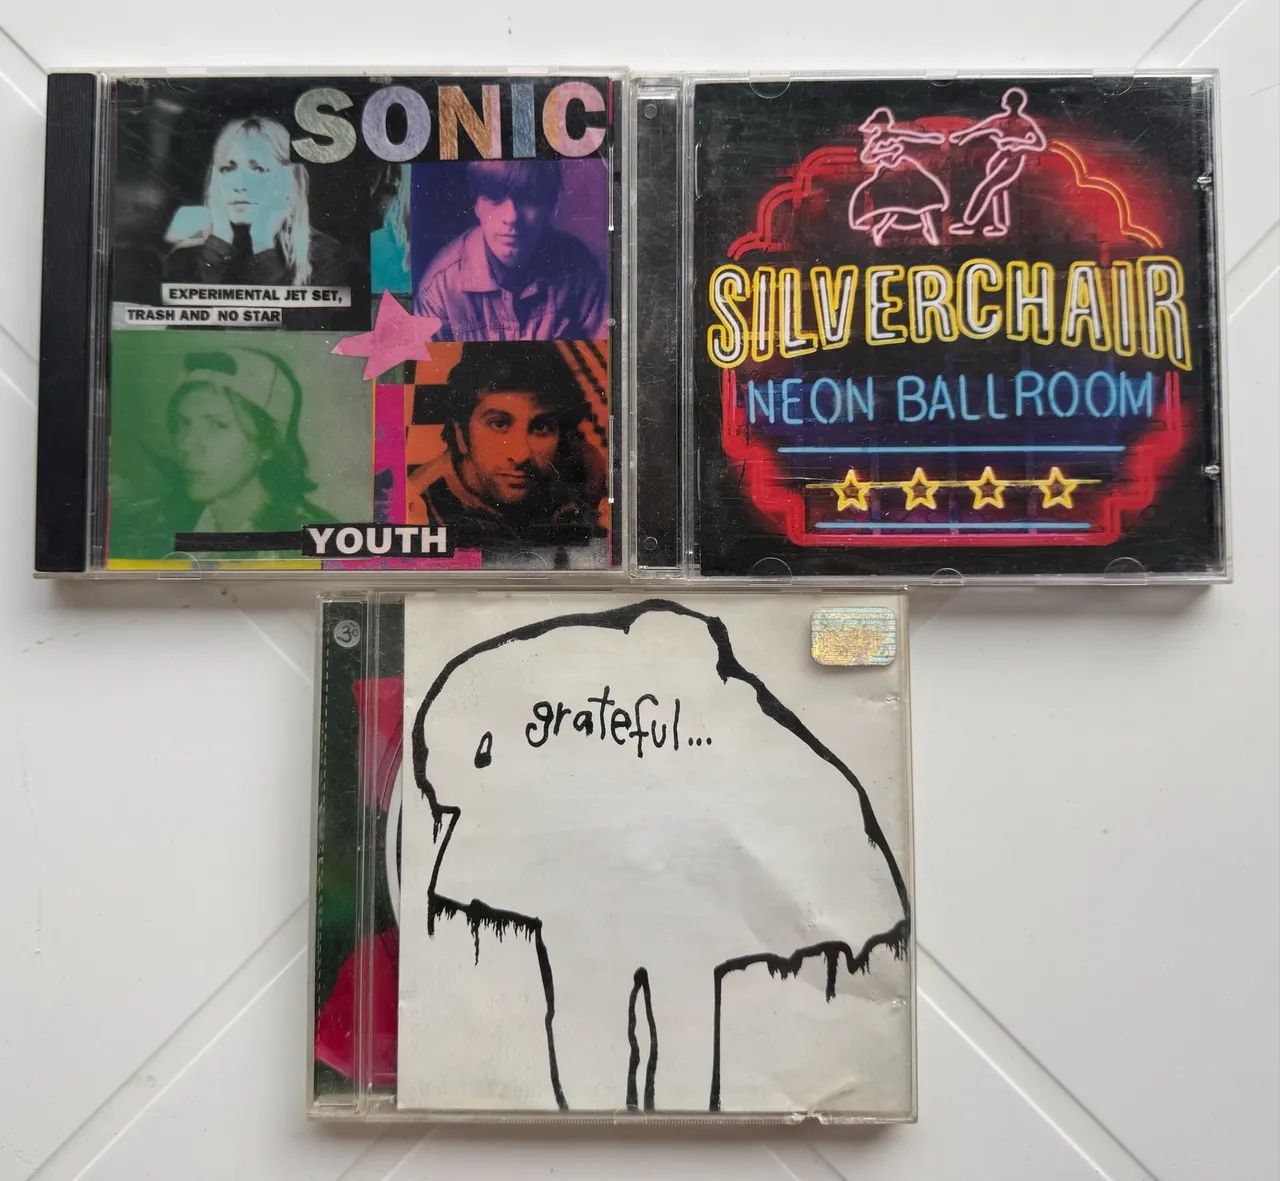 SONIC
EXPERIMENTAL JET SET,
TRASH AND NO STAR
YOUTH
SILVERCHAIR
NEON BALLROOM
grateful...